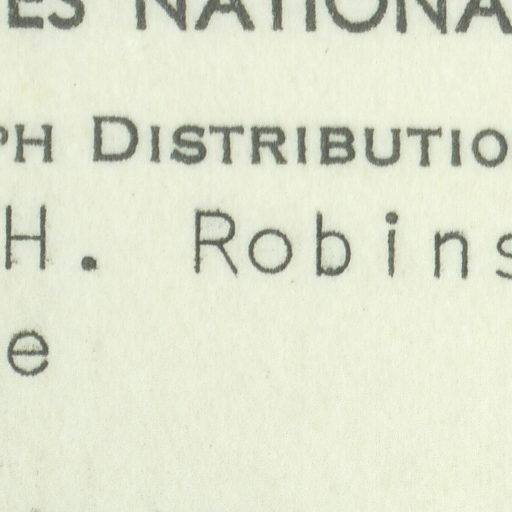 ES NATIONA
PH DISTRIBUTIO
H. Robins
e